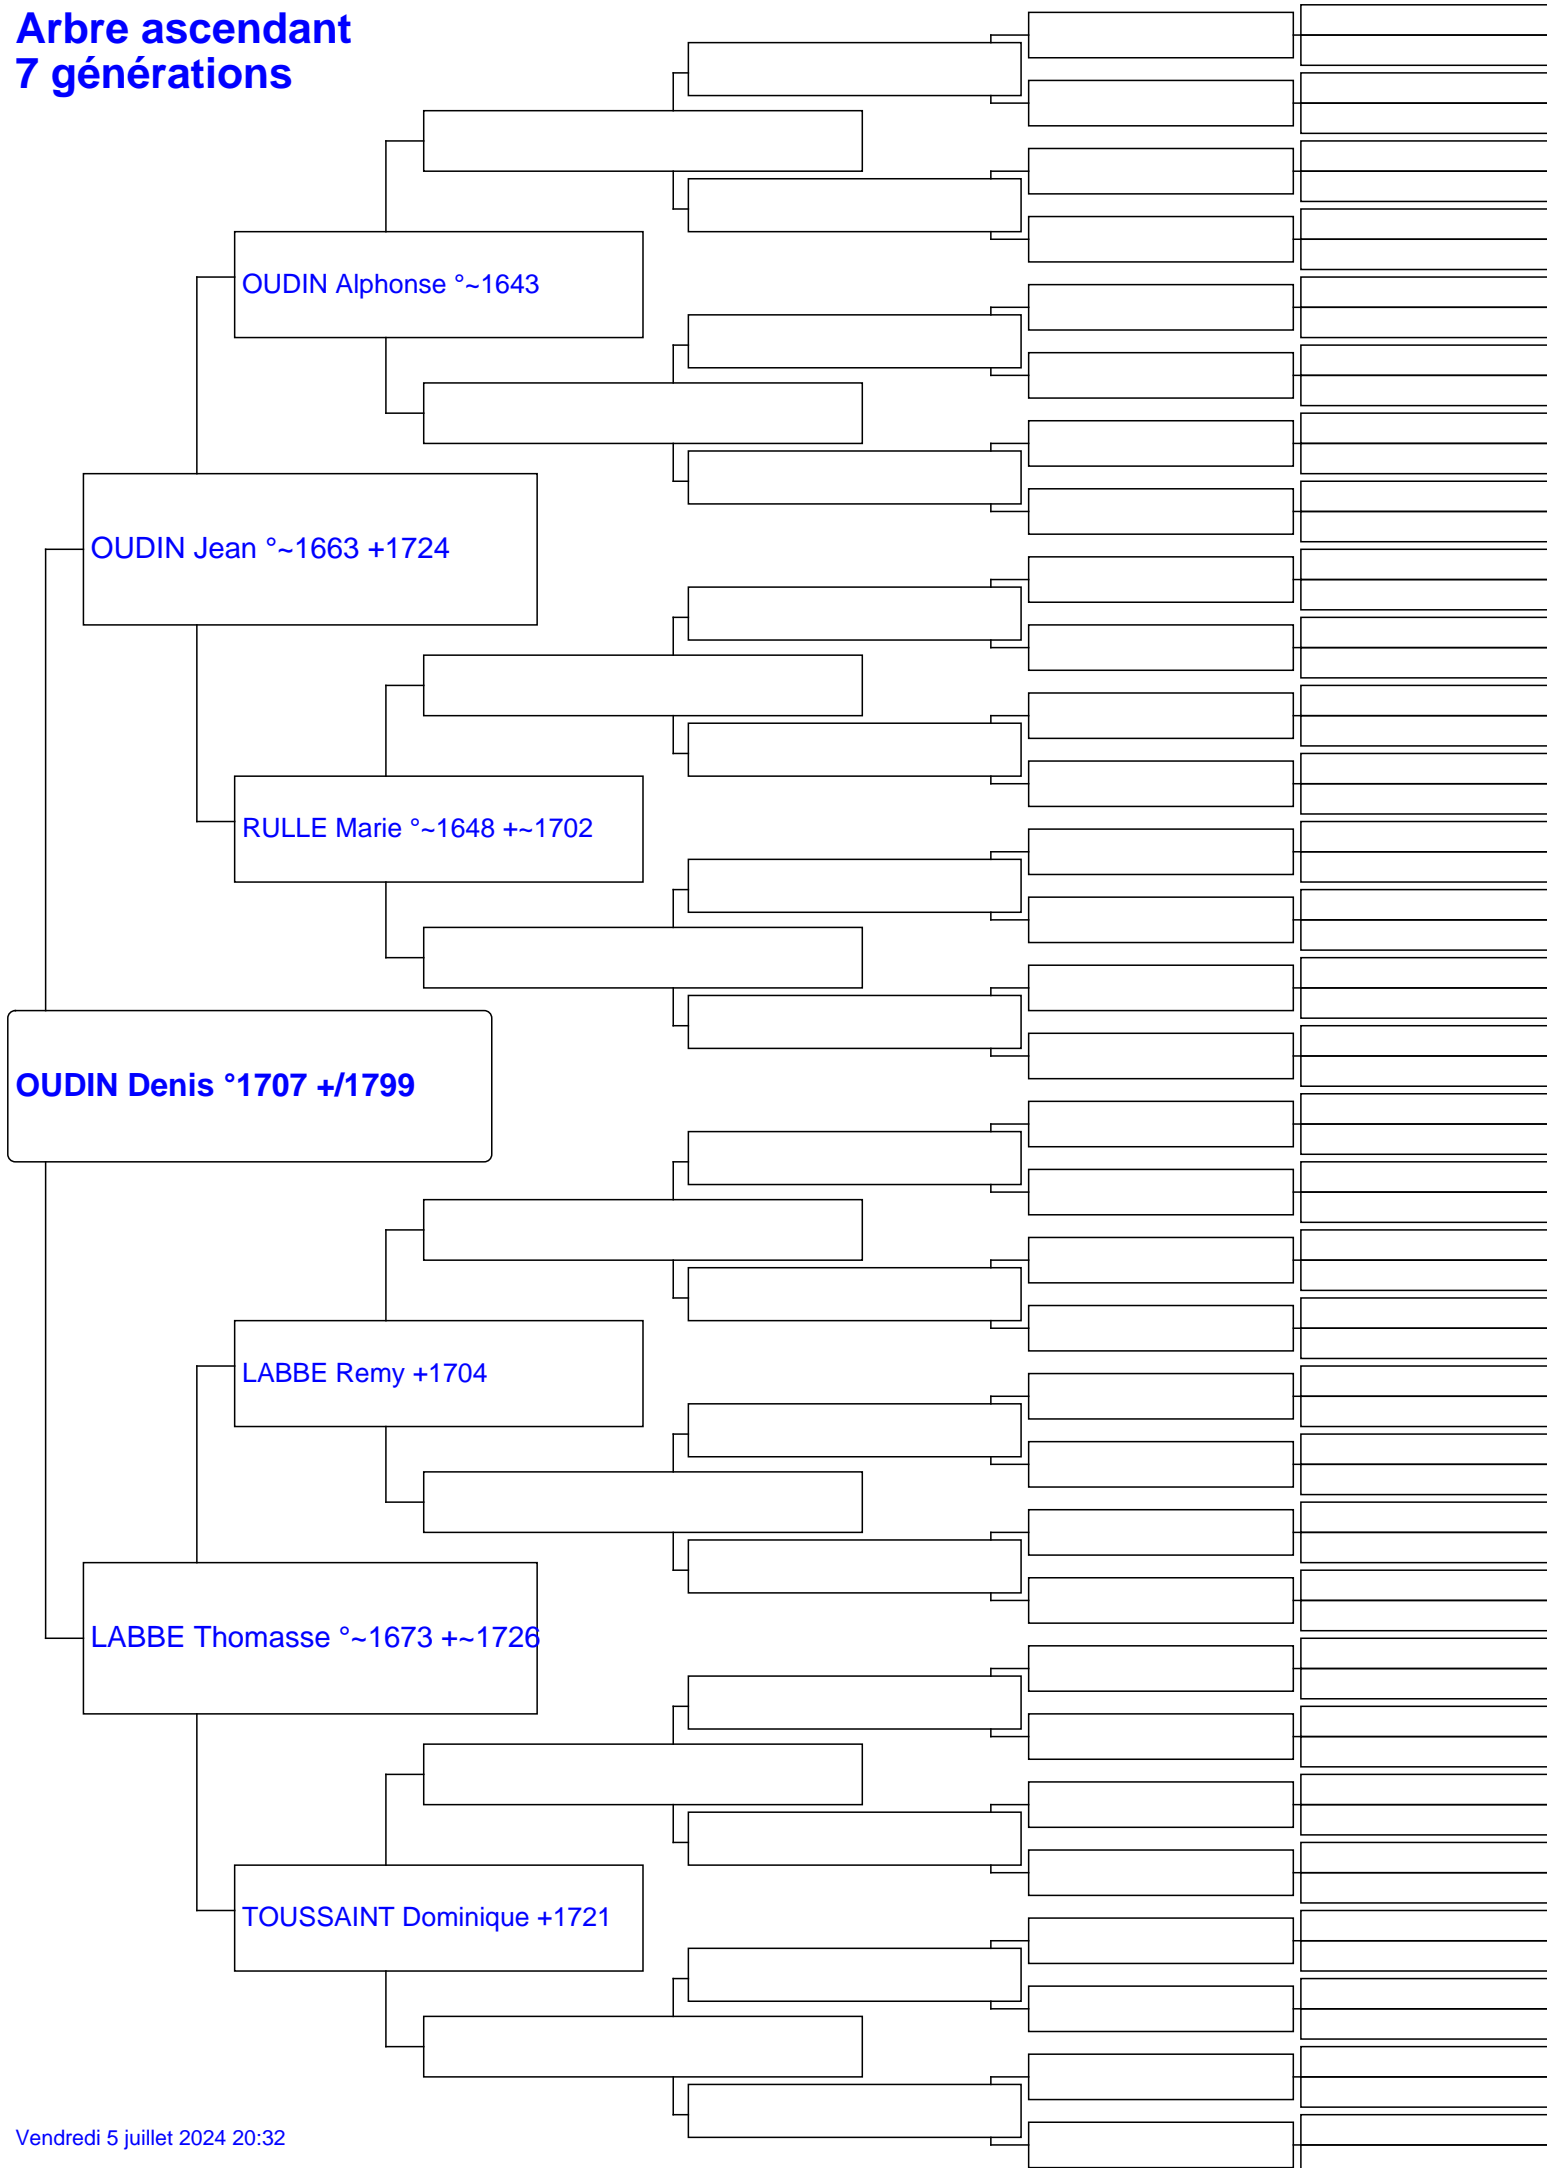 Arbre ascendant
7 générations
OUDIN Alphonse °~1643
OUDIN Jean °~1663 +1724
RULLE Marie °~1648 +~1702
OUDIN Denis °1707 +/1799
LABBE Remy +1704
LABBE Thomasse °~1673 +~1726
TOUSSAINT Dominique +1721
Vendredi 5 juillet 2024 20:32